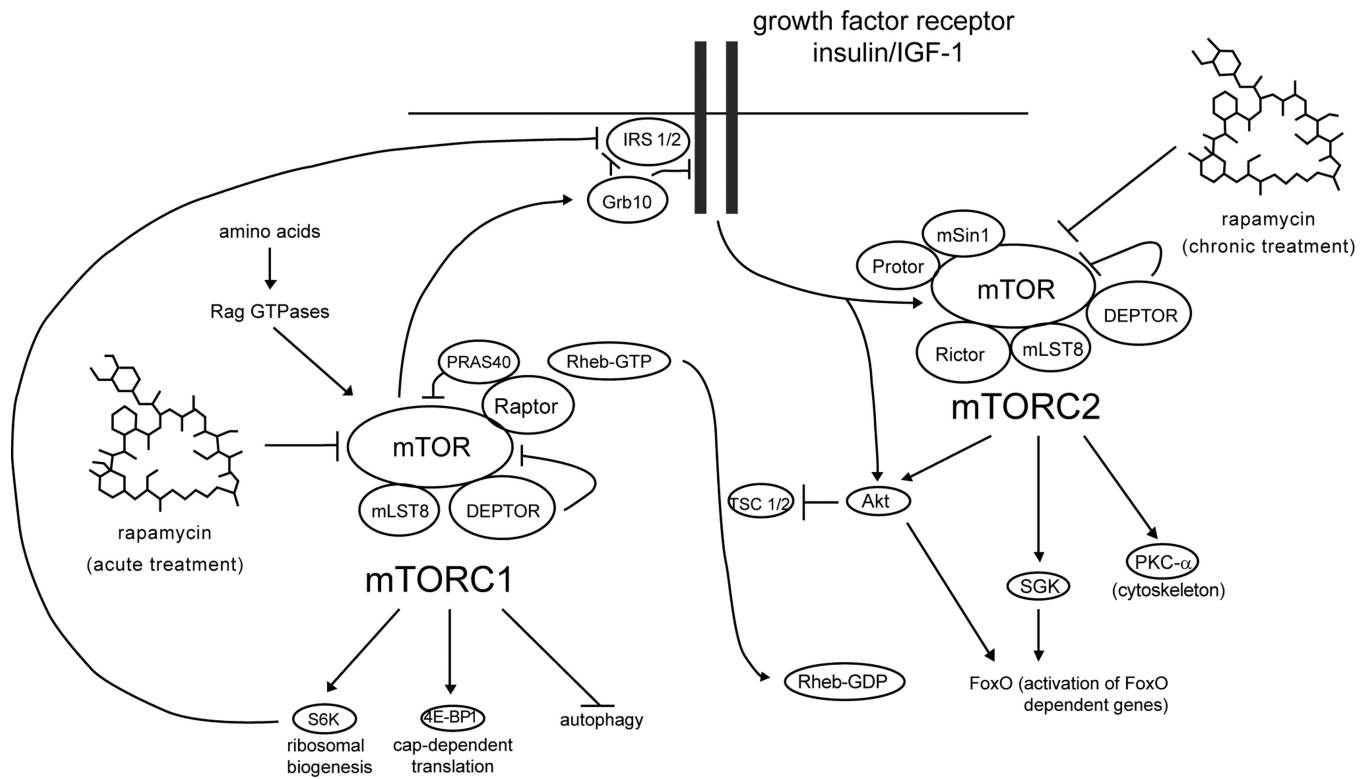 growth factor receptor
insulin/IGF-1
IRS 1/2
Grb10
amino acids
Rag GTPases
rapamycin
(acute treatment)
PRAS40
Raptor
mTOR
mLST8
DEPTOR
mTORC1
S6K
ribosomal
biogenesis
4E-BP1
cap-dependent
translation
autophagy
Rheb-GTP
Rheb-GDP
rapamycin
(chronic treatment)
mSin1
Protor
mTOR
DEPTOR
Rictor
mLST8
mTORC2
TSC 1/2
Akt
SGK
PKC-α
(cytoskeleton)
FoxO (activation of FoxO
dependent genes)